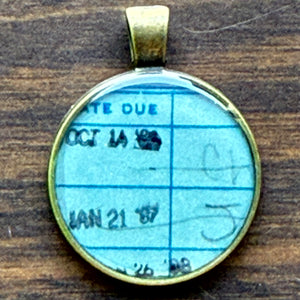 ATE DUE
OCT 14 '86
JAN 21 '87
26 '88